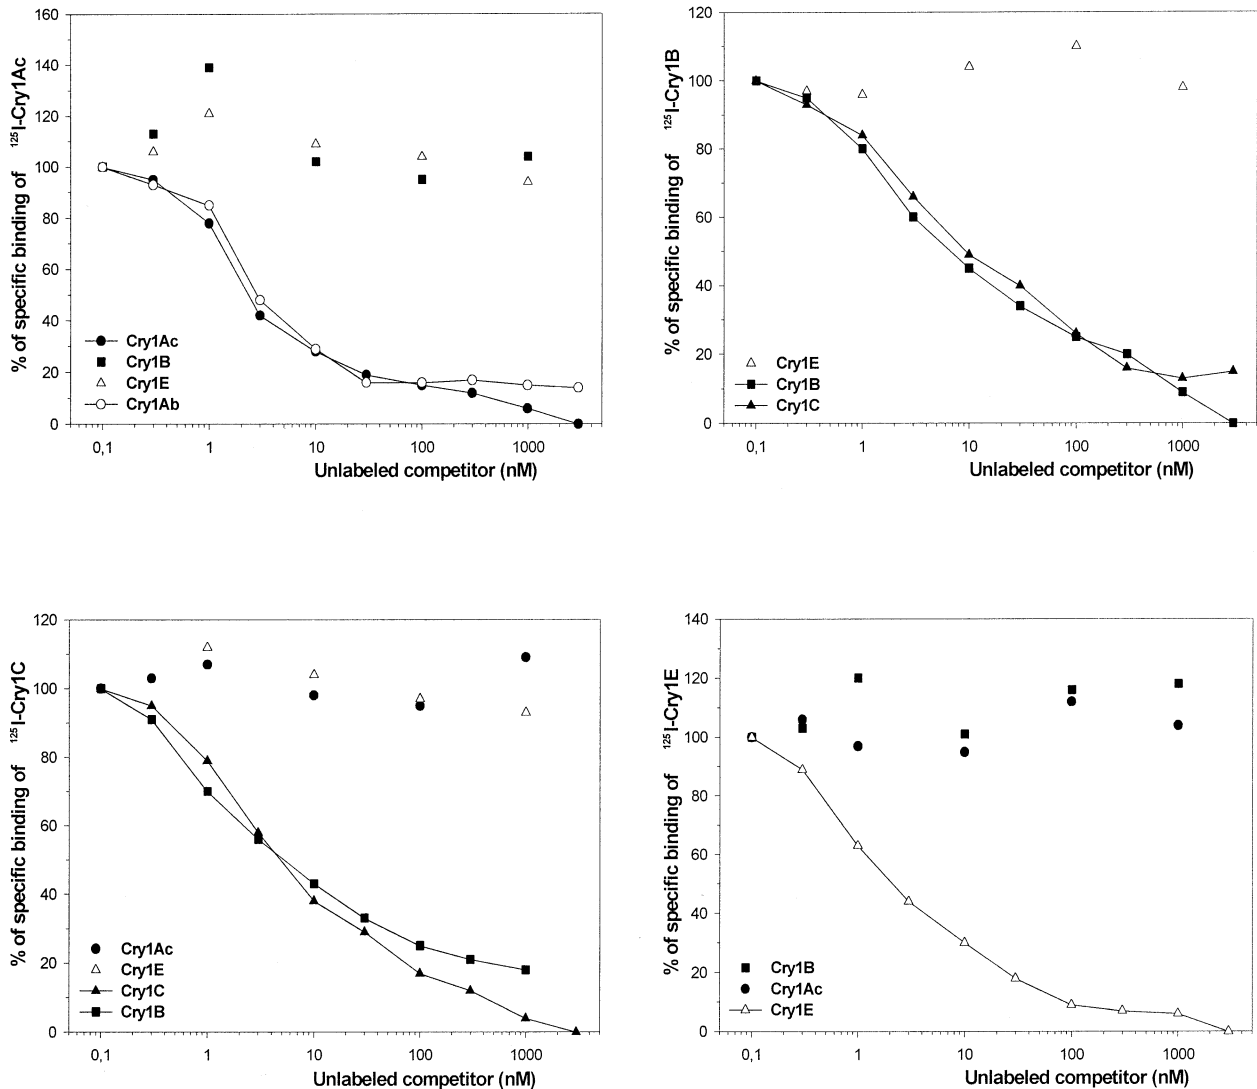 % of specific binding of ¹²⁵I-Cry1Ac
160
140
120
100
80
60
40
20
0
Cry1Ac
Cry1B
Cry1E
Cry1Ab
0,1 1 10 100 1000
Unlabeled competitor (nM)
% of specific binding of ¹²⁵I-Cry1B
120
100
80
60
40
20
0
Cry1E
Cry1B
Cry1C
0,1 1 10 100 1000
Unlabeled competitor (nM)
% of specific binding of ¹²⁵I-Cry1C
120
100
80
60
40
20
0
Cry1Ac
Cry1E
Cry1C
Cry1B
0,1 1 10 100 1000
Unlabeled competitor (nM)
% of specific binding of ¹²⁵I-Cry1E
140
120
100
80
60
40
20
0
Cry1B
Cry1Ac
Cry1E
0,1 1 10 100 1000
Unlabeled competitor (nM)